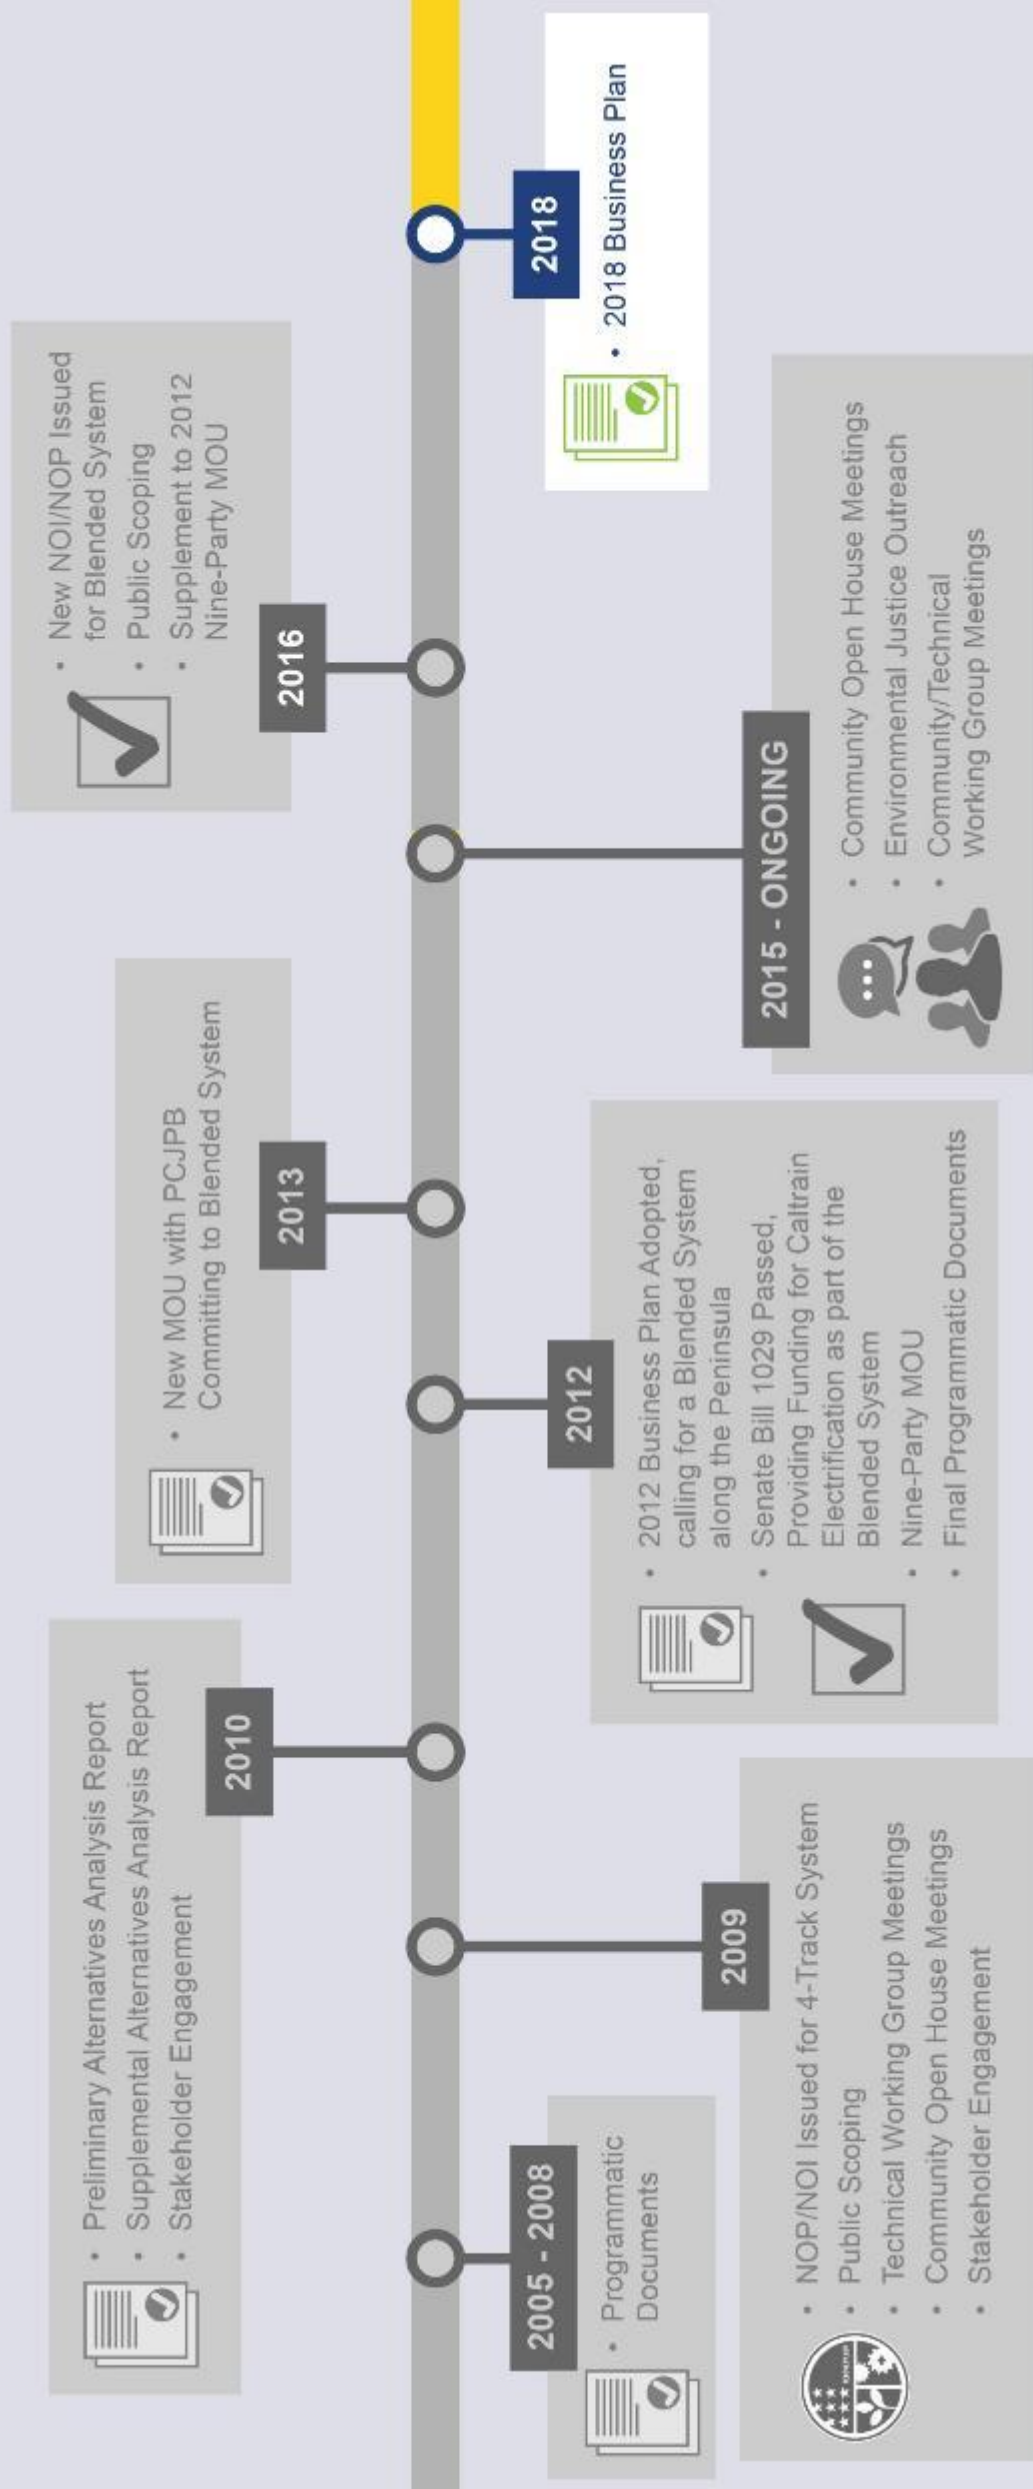 2005 - 2008
• Programmatic
Documents
2009
• NOP/NOI Issued for 4-Track System
• Public Scoping
• Technical Working Group Meetings
• Community Open House Meetings
• Stakeholder Engagement
• Preliminary Alternatives Analysis Report
• Supplemental Alternatives Analysis Report
• Stakeholder Engagement
2010
2012
• 2012 Business Plan Adopted,
calling for a Blended System
along the Peninsula
• Senate Bill 1029 Passed,
Providing Funding for Caltrain
Electrification as part of the
Blended System
• Nine-Party MOU
• Final Programmatic Documents
• New MOU with PCJPB
Committing to Blended System
2013
2015 - ONGOING
• Community Open House Meetings
• Environmental Justice Outreach
• Community/Technical
Working Group Meetings
• New NOI/NOP Issued
for Blended System
• Public Scoping
• Supplement to 2012
Nine-Party MOU
2016
2018
• 2018 Business Plan